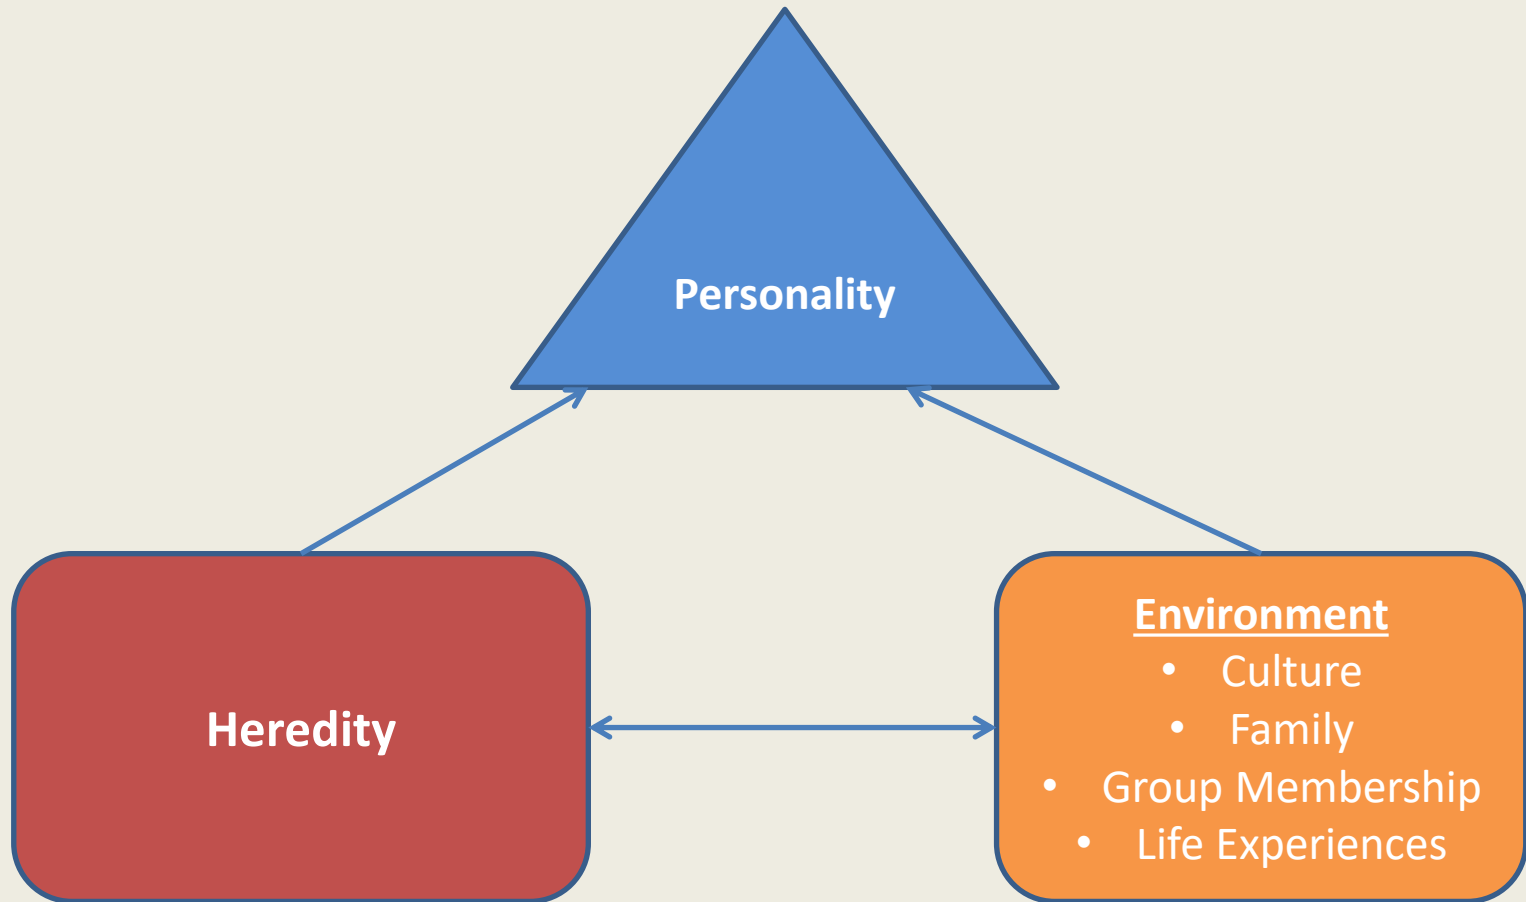 Personality
Heredity
Environment
• Culture
• Family
• Group Membership
• Life Experiences